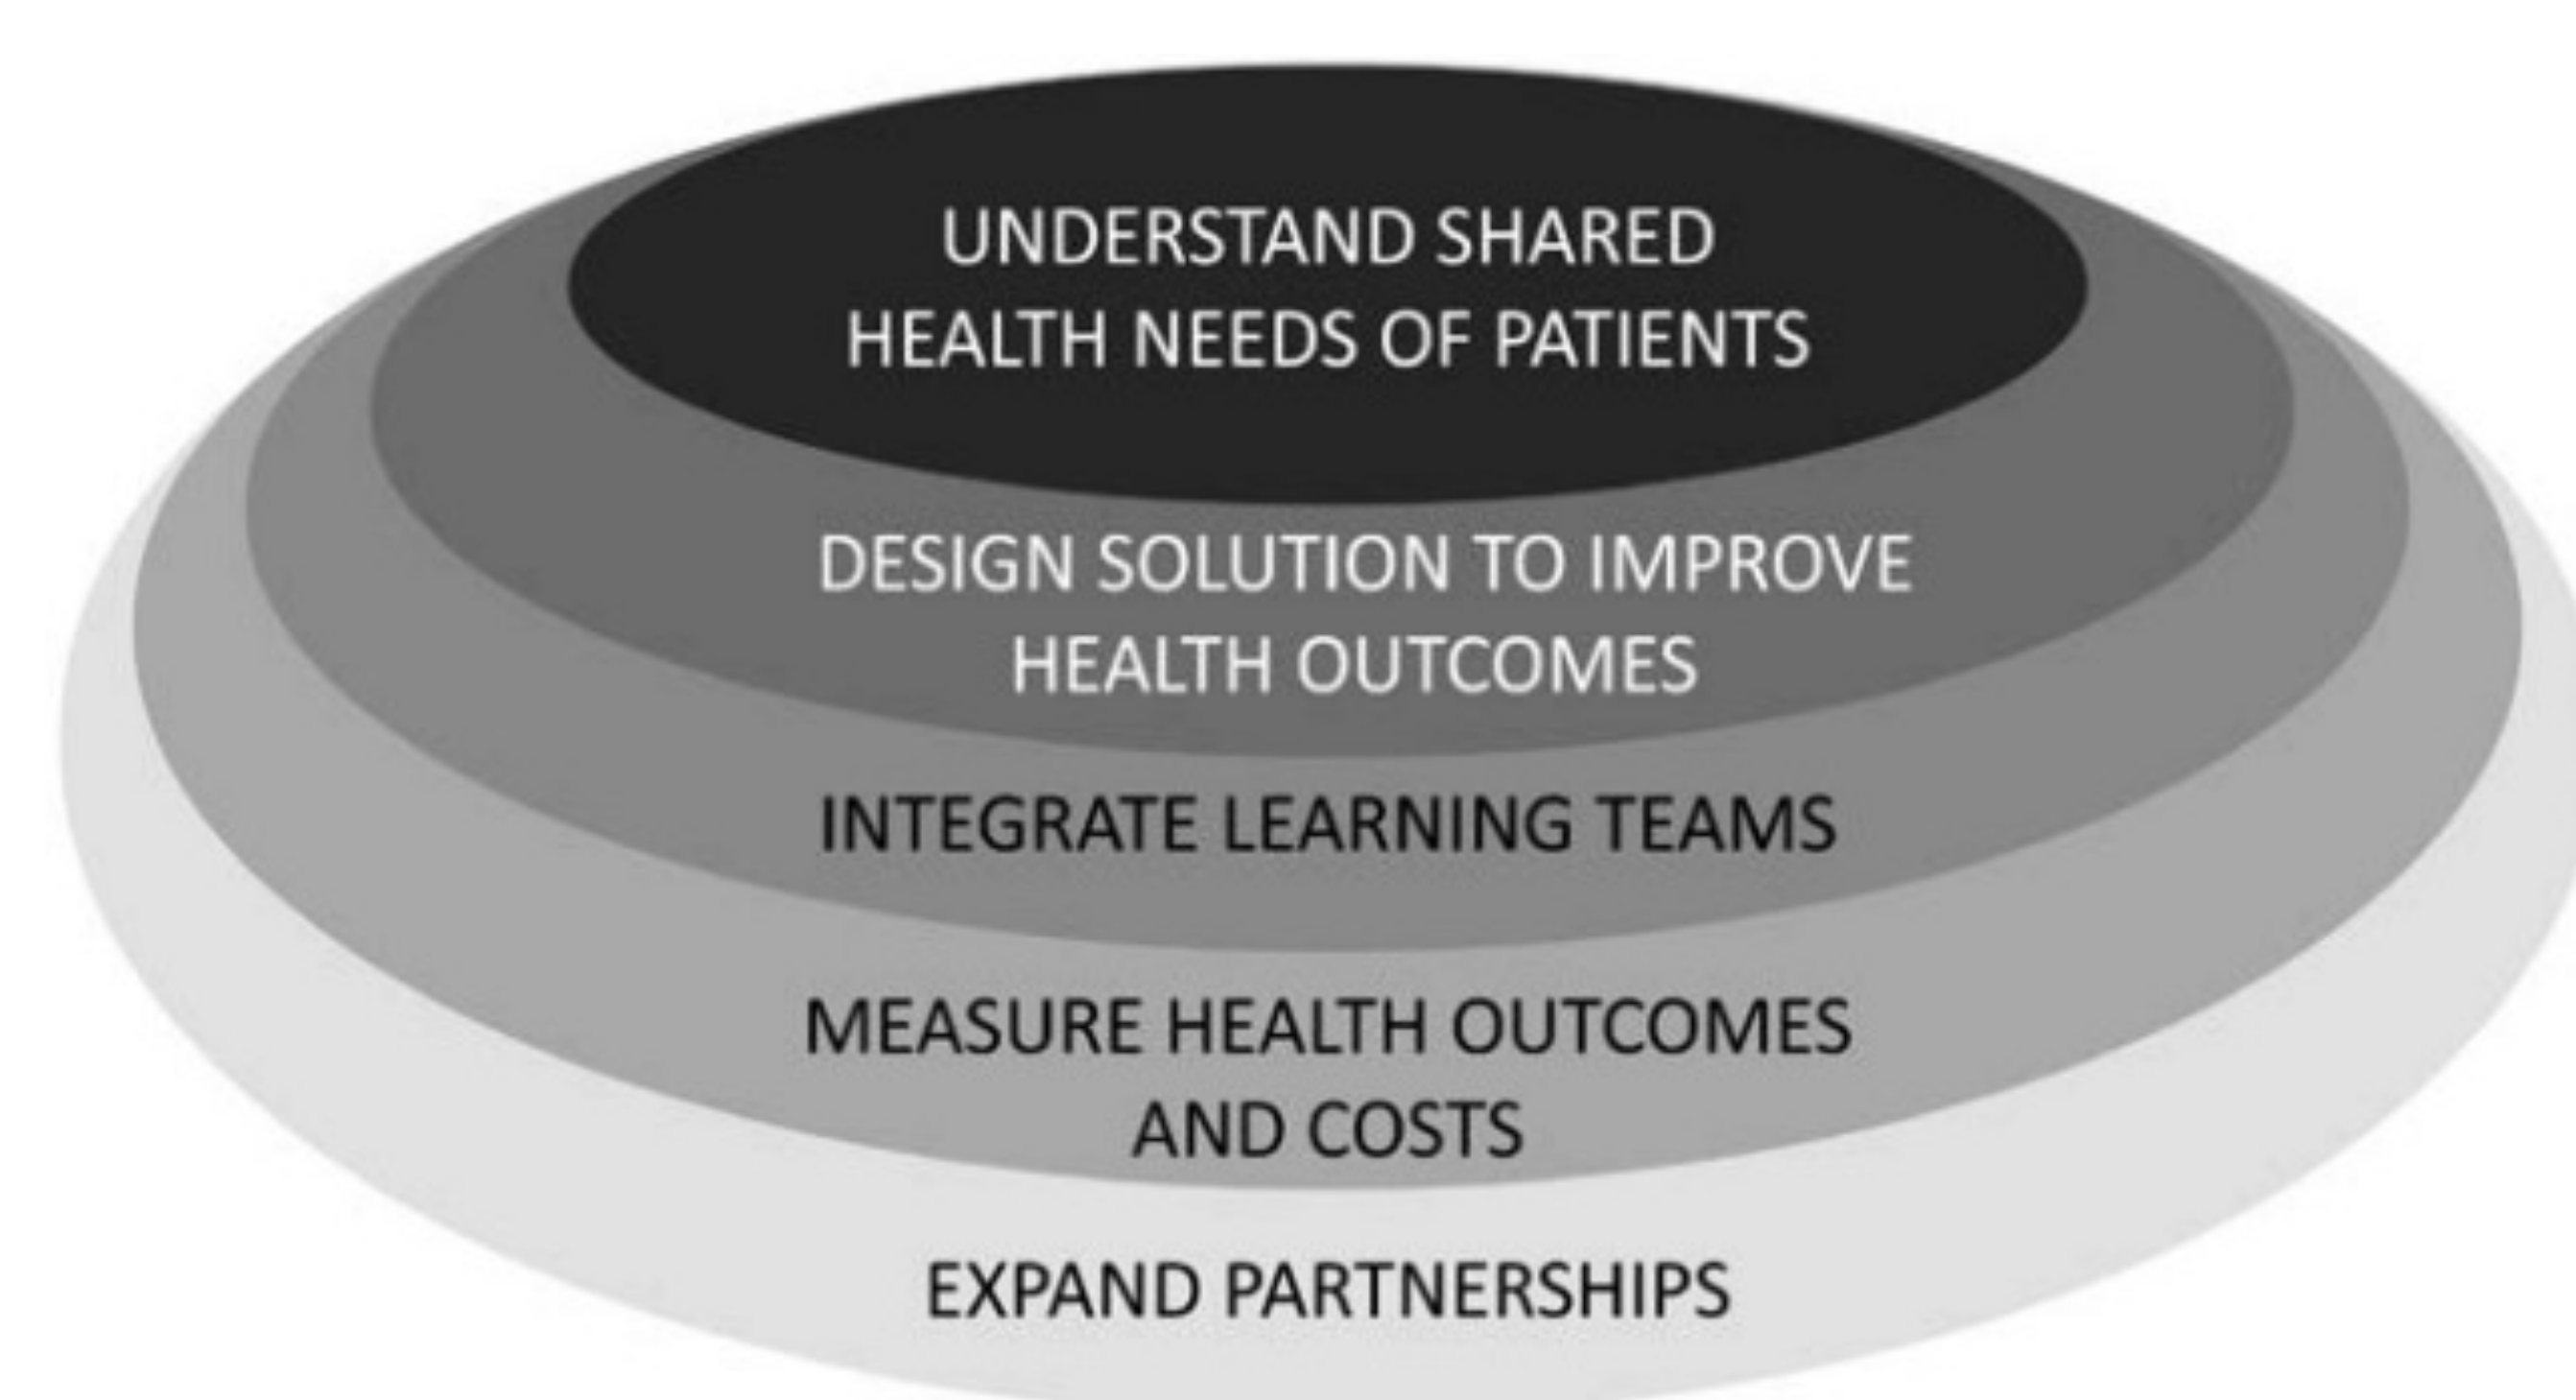 UNDERSTAND SHARED
HEALTH NEEDS OF PATIENTS
DESIGN SOLUTION TO IMPROVE
HEALTH OUTCOMES
INTEGRATE LEARNING TEAMS
MEASURE HEALTH OUTCOMES
AND COSTS
EXPAND PARTNERSHIPS